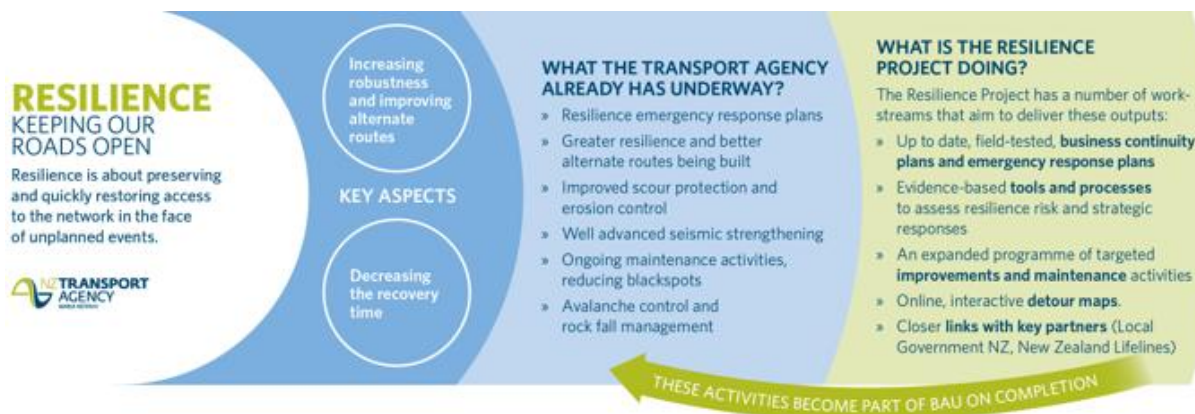 RESILIENCE
KEEPING OUR
ROADS OPEN
Resilience is about preserving
and quickly restoring access
to the network in the face
of unplanned events.
NZTRANSPORT
AGENCY
Increasing
robustness
and improving
alternate
routes
KEY ASPECTS
Decreasing
the recovery
time
WHAT THE TRANSPORT AGENCY
ALREADY HAS UNDERWAY?
» Resilience emergency response plans
» Greater resilience and better
alternate routes being built
» Improved scour protection and
erosion control
» Well advanced seismic strengthening
» Ongoing maintenance activities,
reducing blackspots
» Avalanche control and
rock fall management
WHAT IS THE RESILIENCE
PROJECT DOING?
The Resilience Project has a number of work-
streams that aim to deliver these outputs:
» Up to date, field-tested, business continuity
plans and emergency response plans
» Evidence-based tools and processes
to assess resilience risk and strategic
responses
» An expanded programme of targeted
improvements and maintenance activities
» Online, interactive detour maps.
» Closer links with key partners (Local
Government NZ, New Zealand Lifelines)
THESE ACTIVITIES BECOME PART OF BAU ON COMPLETION